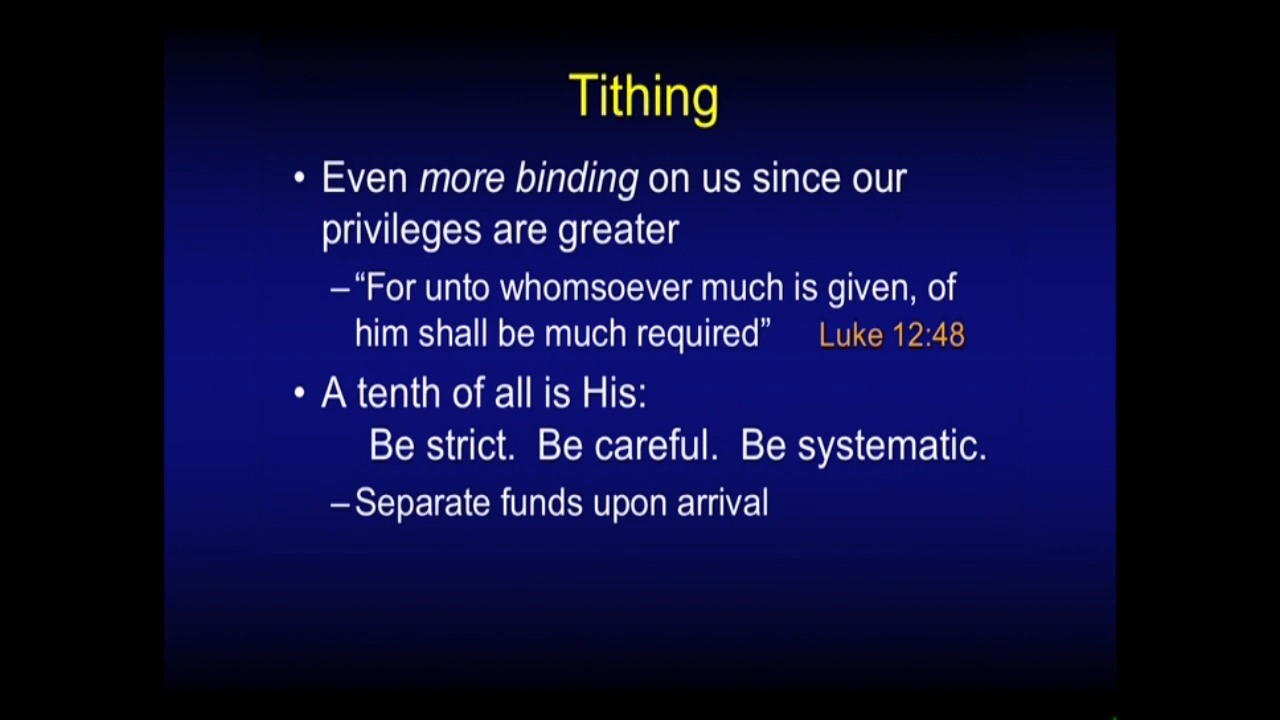 Tithing
• Even more binding on us since our
privileges are greater
– “For unto whomsoever much is given, of
him shall be much required” Luke 12:48
• A tenth of all is His:
Be strict. Be careful. Be systematic.
– Separate funds upon arrival